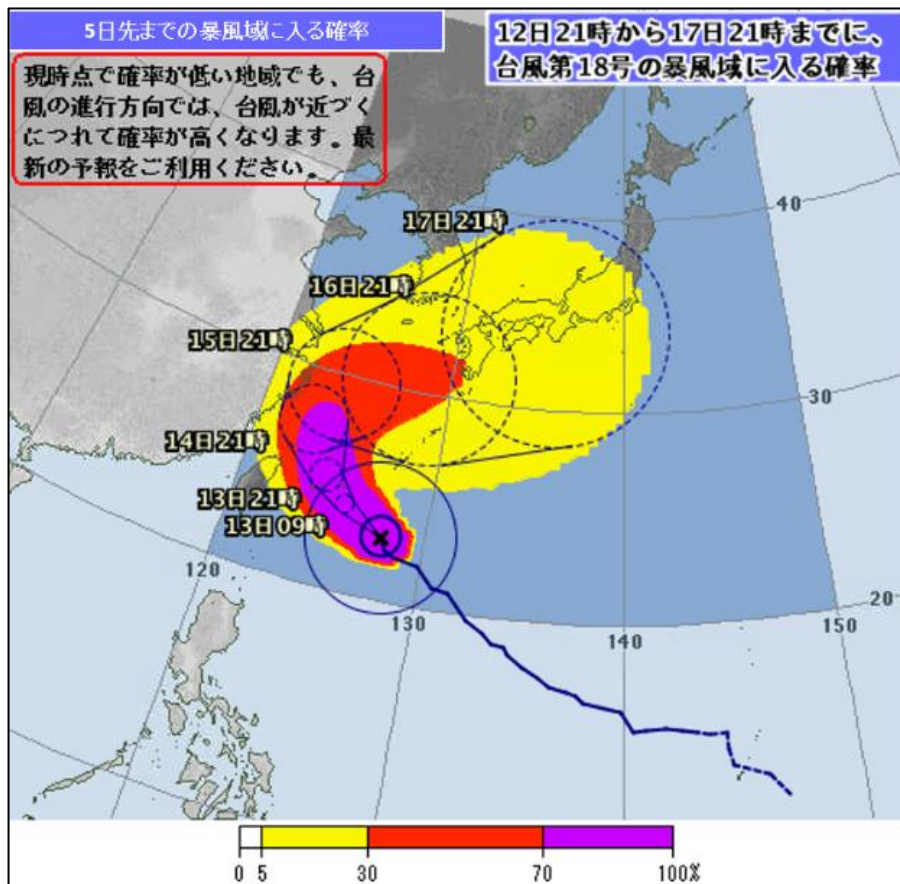 5日先までの暴風域に入る確率
12日21時から17日21時までに、
台風第18号の暴風域に入る確率
現時点で確率が低い地域でも、台
風の進行方向では、台風が近づく
につれて確率が高くなります。最
新の予報をご利用ください。
17日21時
16日21時
15日21時
14日21時
13日21時
13日09時
40
30
20
120
130
140
150
0 5 30 70 100%